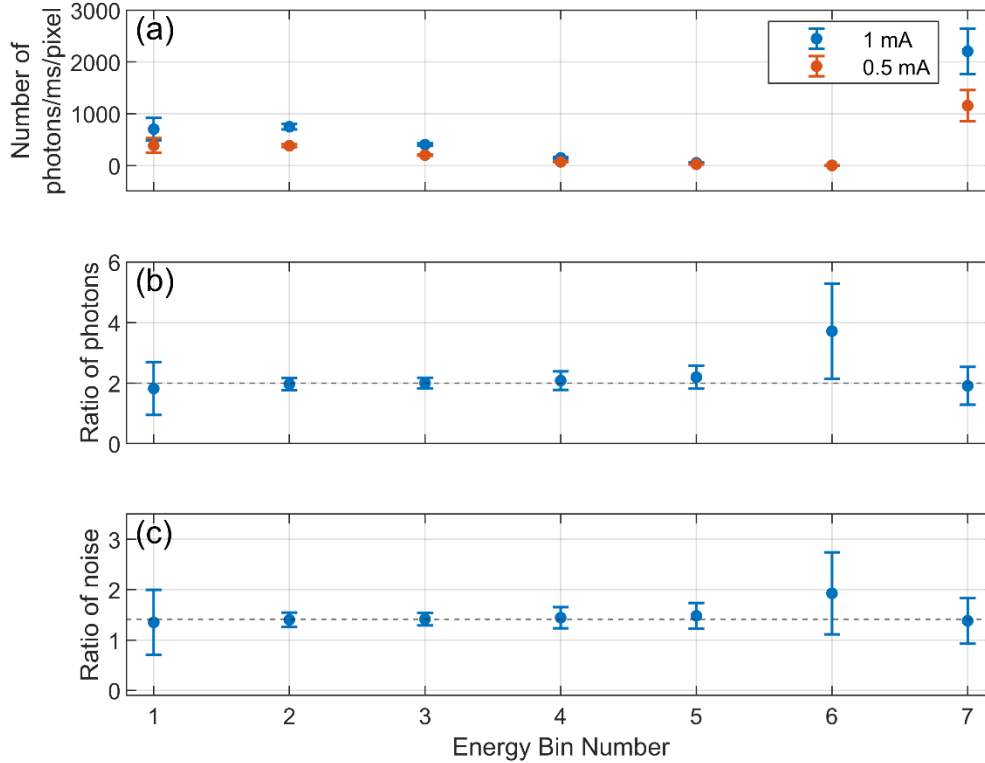 (a)
Number of
photons/ms/pixel
3000
2000
1000
0
1 mA
0.5 mA
(b)
Ratio of photons
6
4
2
0
(c)
Ratio of noise
3
2
1
0
1 2 3 4 5 6 7
Energy Bin Number